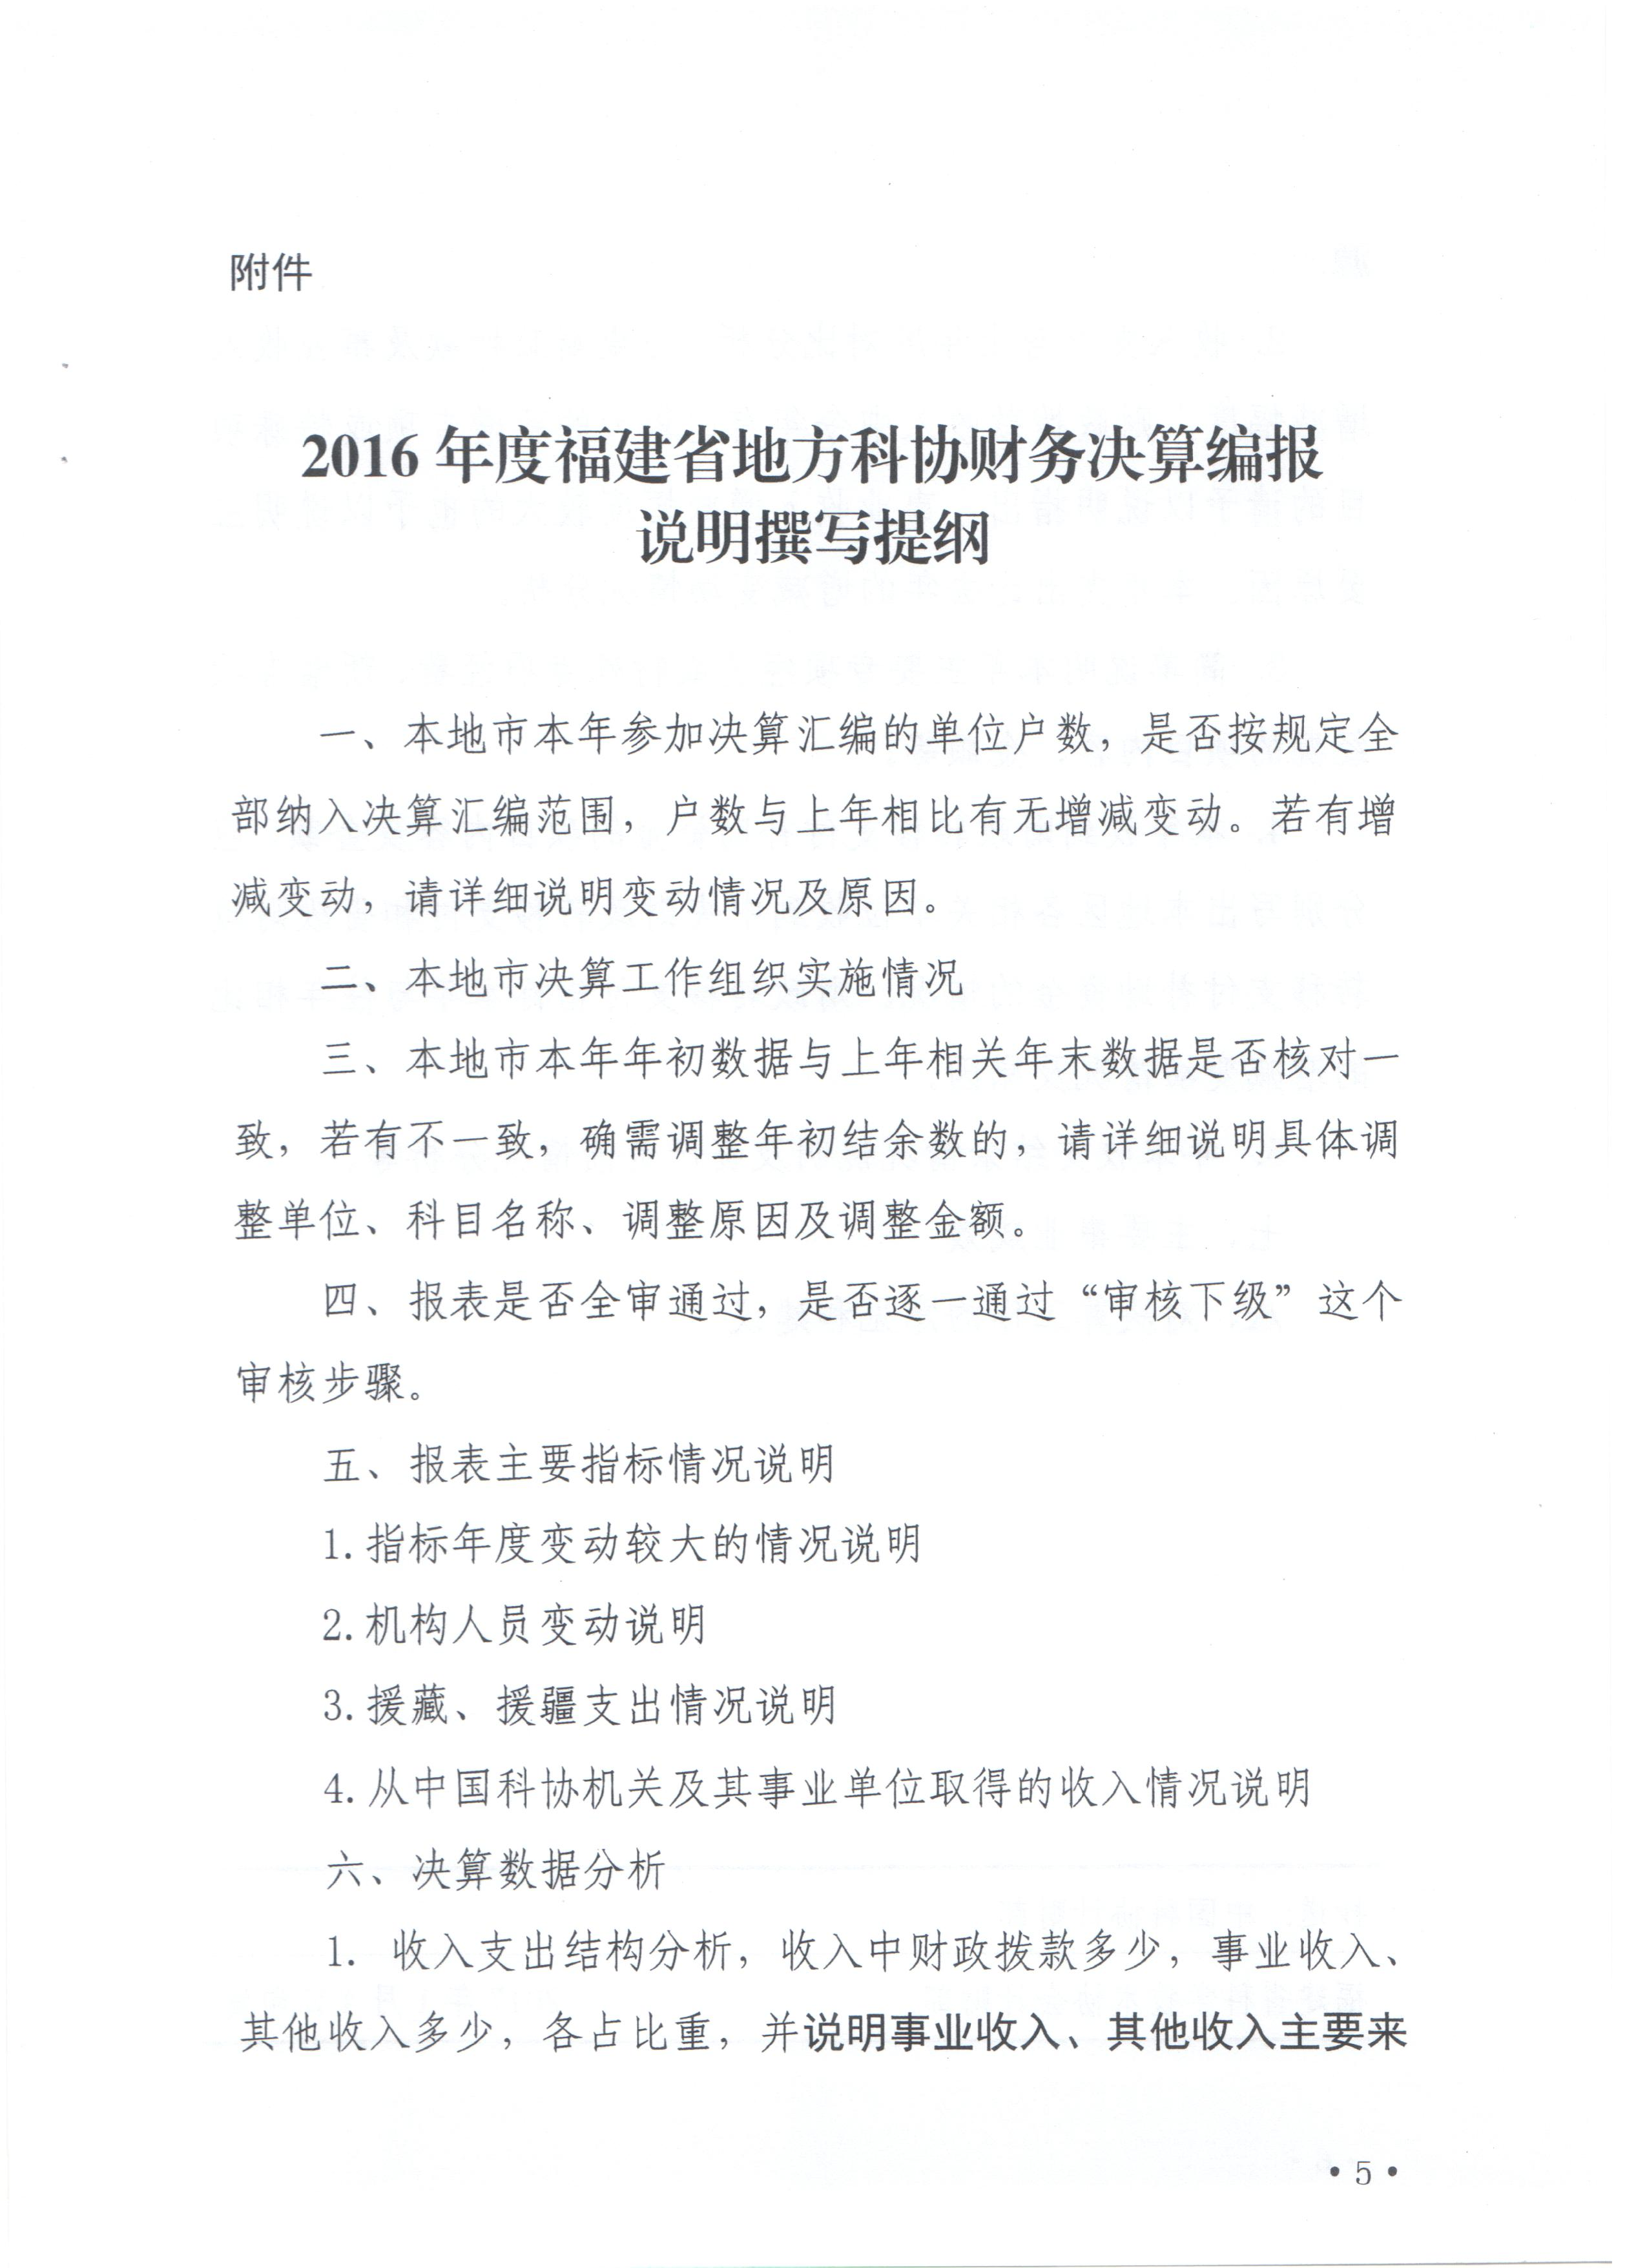 附件
2016 年度福建省地方科协财务决算编报
说明撰写提纲
一、本地市本年参加决算汇编的单位户数，是否按规定全
部纳入决算汇编范围，户数与上年相比有无增减变动。若有增
减变动，请详细说明变动情况及原因。
二、本地市决算工作组织实施情况
三、本地市本年年初数据与上年相关年末数据是否核对一
致，若有不一致，确需调整年初结余数的，请详细说明具体调
整单位、科目名称、调整原因及调整金额。
四、报表是否全审通过，是否逐一通过“审核下级”这个
审核步骤。
五、报表主要指标情况说明
1.指标年度变动较大的情况说明
2.机构人员变动说明
3.援藏、援疆支出情况说明
4.从中国科协机关及其事业单位取得的收入情况说明
六、决算数据分析
1. 收入支出结构分析，收入中财政拨款多少，事业收入、
其他收入多少，各占比重，并说明事业收入、其他收入主要来
• 5 •